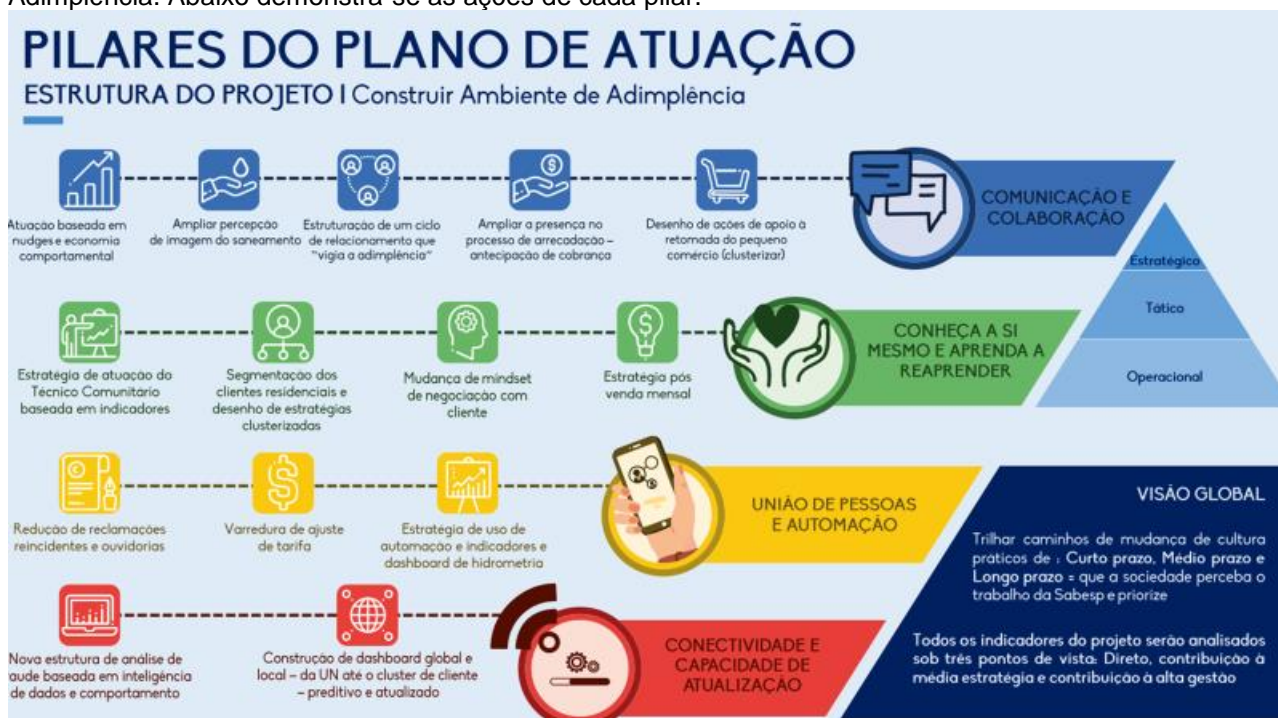 Adimplência. Abaixo demonstra-se as ações de cada pilar.
PILARES DO PLANO DE ATUAÇÃO
ESTRUTURA DO PROJETO | Construir Ambiente de Adimplência
Atuação baseada em
nudges e economia
comportamental
Ampliar percepção
de imagem do saneamento
Estruturação de um ciclo
de relacionamento que
"vigia a adimplência"
Ampliar a presença no
processo de arrecadação –
antecipação de cobrança
Desenho de ações de apoio à
retomada do pequeno
comércio (clusterizar)
COMUNICAÇÃO E
COLABORAÇÃO
Estratégico
Tático
Operacional
Estratégia de atuação do
Técnico Comunitário
baseada em indicadores
Segmentação dos
clientes residenciais e
desenho de estratégias
clusterizadas
Mudança de mindset
de negociação com
cliente
Estratégia pós
venda mensal
CONHEÇA A SI
MESMO E APRENDA A
REAPRENDER
Redução de reclamações
reincidentes e ouvidorias
Varredura de ajuste
de tarifa
Estratégia de uso de
automação e indicadores e
dashboard de hidrometria
UNIÃO DE PESSOAS
E AUTOMAÇÃO
Nova estrutura de análise de
aude baseada em inteligência
de dados e comportamento
Construção de dashboard global e
local – da UN até o cluster de cliente
– preditivo e atualizado
CONECTIVIDADE E
CAPACIDADE DE
ATUALIZAÇÃO
VISÃO GLOBAL
Trilhar caminhos de mudança de cultura
práticos de : Curto prazo, Médio prazo e
Longo prazo = que a sociedade perceba o
trabalho da Sabesp e priorize
Todos os indicadores do projeto serão analisados
sob três pontos de vista: Direto, contribuição à
média estratégia e contribuição à alta gestão